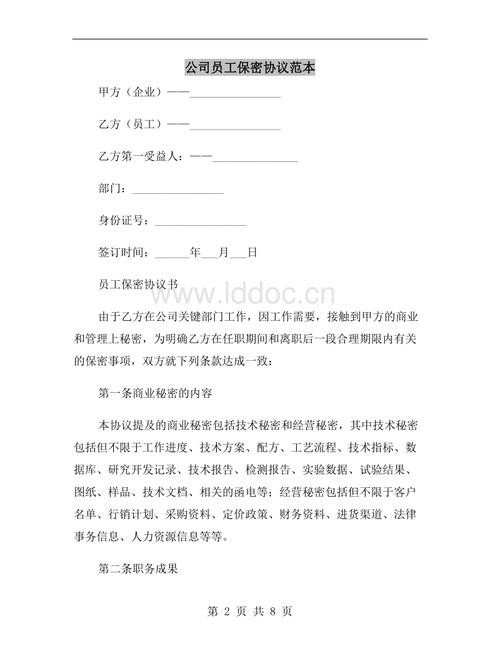 公司员工保密协议范本
甲方（企业）——________________
乙方（员工）——________________
乙方第一受益人：——_______________
部门：________________
身份证号：________________
签订时间：______年___月___日
www.lddoc.cn
员工保密协议书
由于乙方在公司关键部门工作，因工作需要，接触到甲方的商业
和管理上秘密，为明确乙方在任职期间和离职后一段合理期限内有关
的保密事项，双方就下列条款达成一致：
第一条商业秘密的内容
本协议提及的商业秘密包括技术秘密和经营秘密，其中技术秘密
包括但不限于工作进度、技术方案、配方、工艺流程、技术指标、数
据库、研究开发记录、技术报告、检测报告、实验数据、试验结果、
图纸、样品、技术文档、相关的函电等；经营秘密包括但不限于客户
名单、行销计划、采购资料、定价政策、财务资料、进货渠道、法律
事务信息、人力资源信息等等。
第二条职务成果
第 2 页 共 8 页